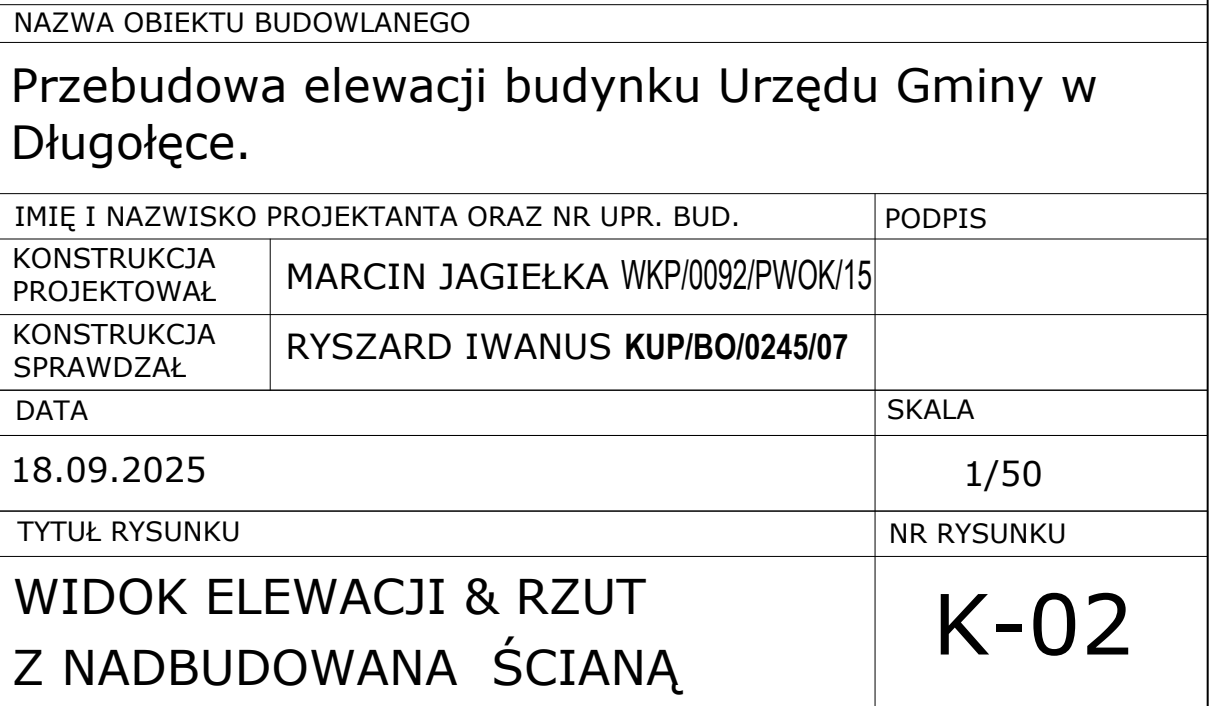 NAZWA OBIEKTU BUDOWLANEGO
Przebudowa elewacji budynku Urzędu Gminy w
Długołęce.
IMIĘ I NAZWISKO PROJEKTANTA ORAZ NR UPR. BUD.
PODPIS
KONSTRUKCJA
PROJEKTOWAŁ
MARCIN JAGIEŁKA WKP/0092/PWOK/15
KONSTRUKCJA
SPRAWDZAŁ
RYSZARD IWANUS KUP/BO/0245/07
DATA
SKALA
18.09.2025
1/50
TYTUŁ RYSUNKU
NR RYSUNKU
WIDOK ELEWACJI & RZUT
Z NADBUDOWANA ŚCIANĄ
K-02